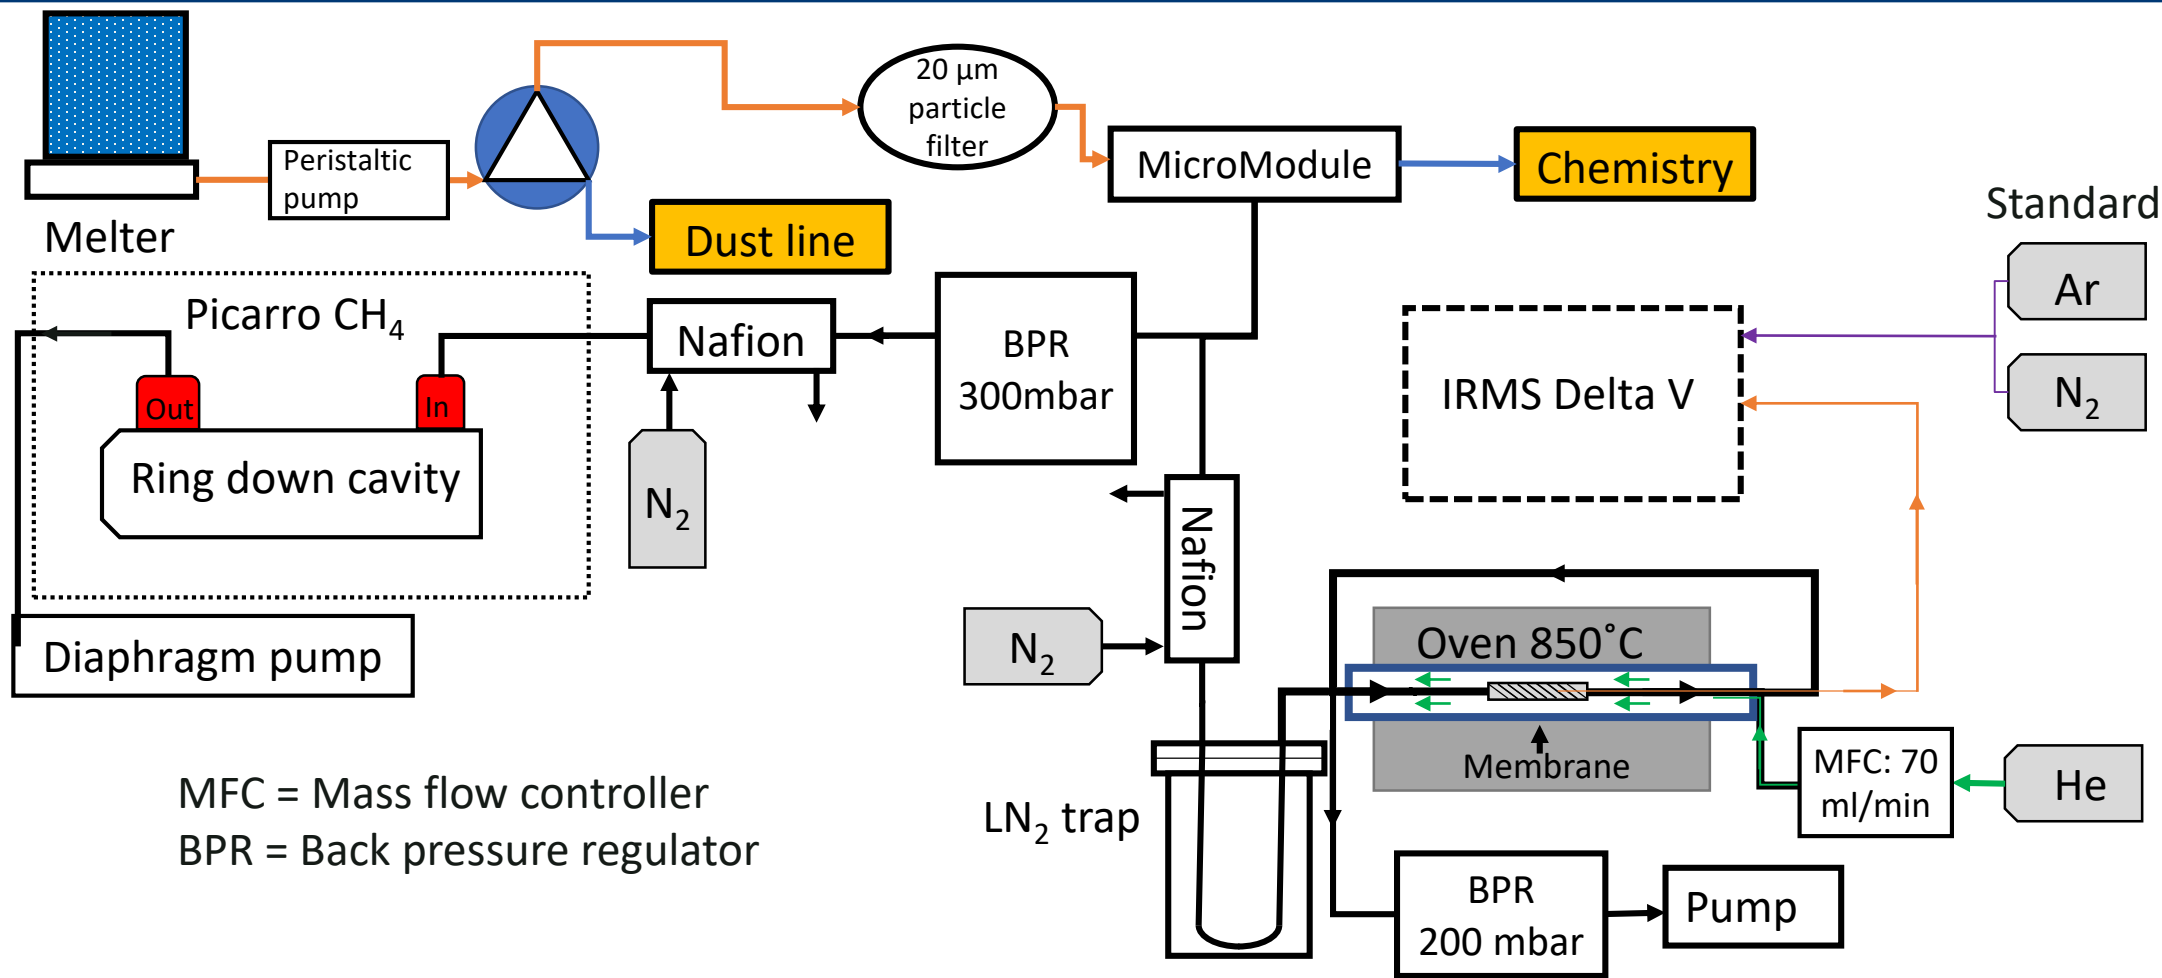 20 µm
particle
filter
Peristaltic
pump
MicroModule
Chemistry
Melter
Dust line
Standard
Ar
N₂
Picarro CH₄
Nafion
BPR
300mbar
IRMS Delta V
Out
In
Ring down cavity
N₂
Nafion
N₂
Diaphragm pump
Oven 850˚C
Membrane
MFC: 70
ml/min
He
LN₂ trap
MFC = Mass flow controller
BPR = Back pressure regulator
BPR
200 mbar
Pump